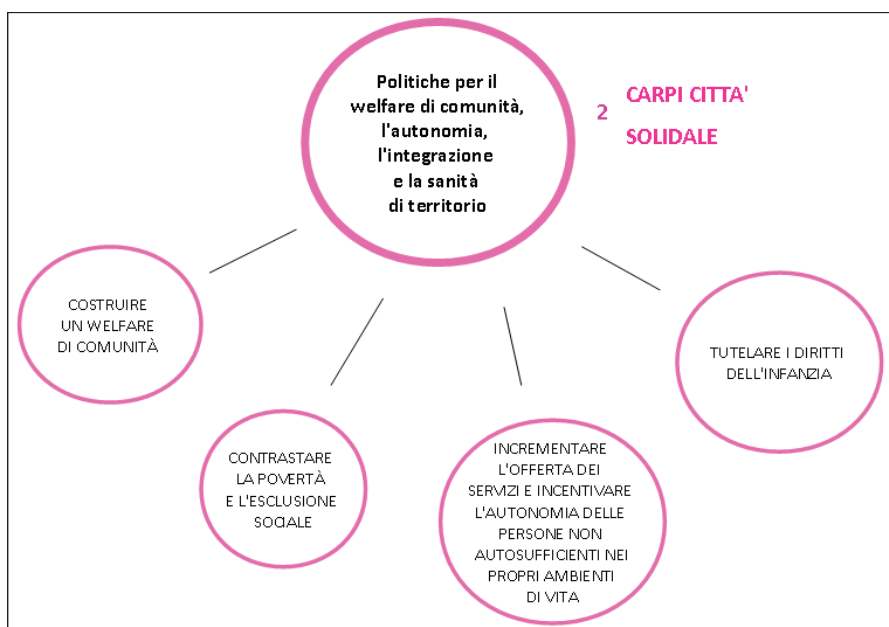 Politiche per il
welfare di comunità,
l'autonomia,
l'integrazione
e la sanità
di territorio
2 CARPI CITTA'
SOLIDALE
COSTRUIRE
UN WELFARE
DI COMUNITÀ
CONTRASTARE
LA POVERTÀ
E L'ESCLUSIONE
SOCIALE
INCREMENTARE
L'OFFERTA DEI
SERVIZI E INCENTIVARE
L'AUTONOMIA DELLE
PERSONE NON
AUTOSUFFICIENTI NEI
PROPRI AMBIENTI
DI VITA
TUTELARE I DIRITTI
DELL'INFANZIA